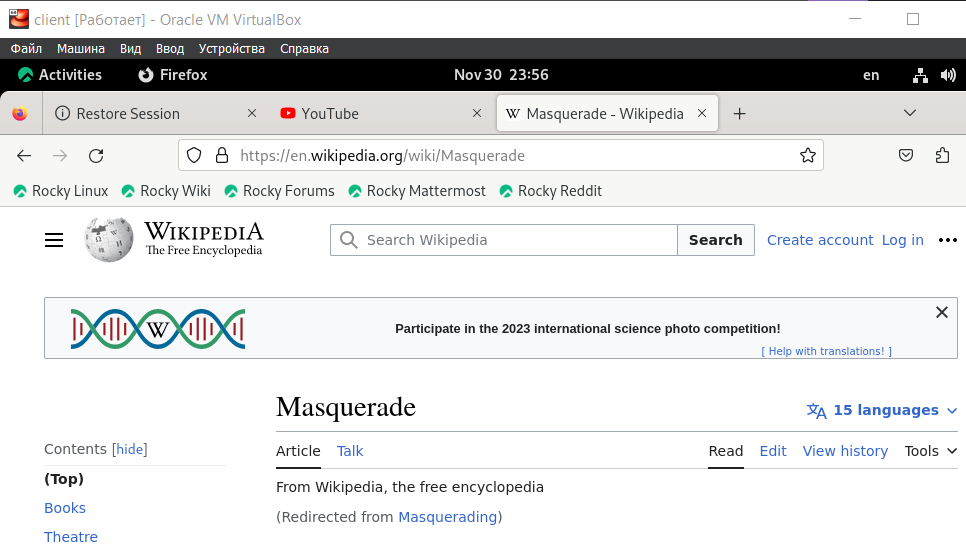 client [Работает] - Oracle VM VirtualBox
Файл Машина Вид Ввод Устройства Справка
Activities Firefox Nov 30 23:56 en
Restore Session YouTube W Masquerade - Wikipedia
https://en.wikipedia.org/wiki/Masquerade
Rocky Linux Rocky Wiki Rocky Forums Rocky Mattermost Rocky Reddit
WIKIPEDIA
The Free Encyclopedia
Search Wikipedia Search Create account Log in
W
Participate in the 2023 international science photo competition!
[ Help with translations! ]
Masquerade
15 languages
Contents [hide]
Article Talk Read Edit View history Tools
(Top)
From Wikipedia, the free encyclopedia
Books
(Redirected from Masquerading)
Theatre